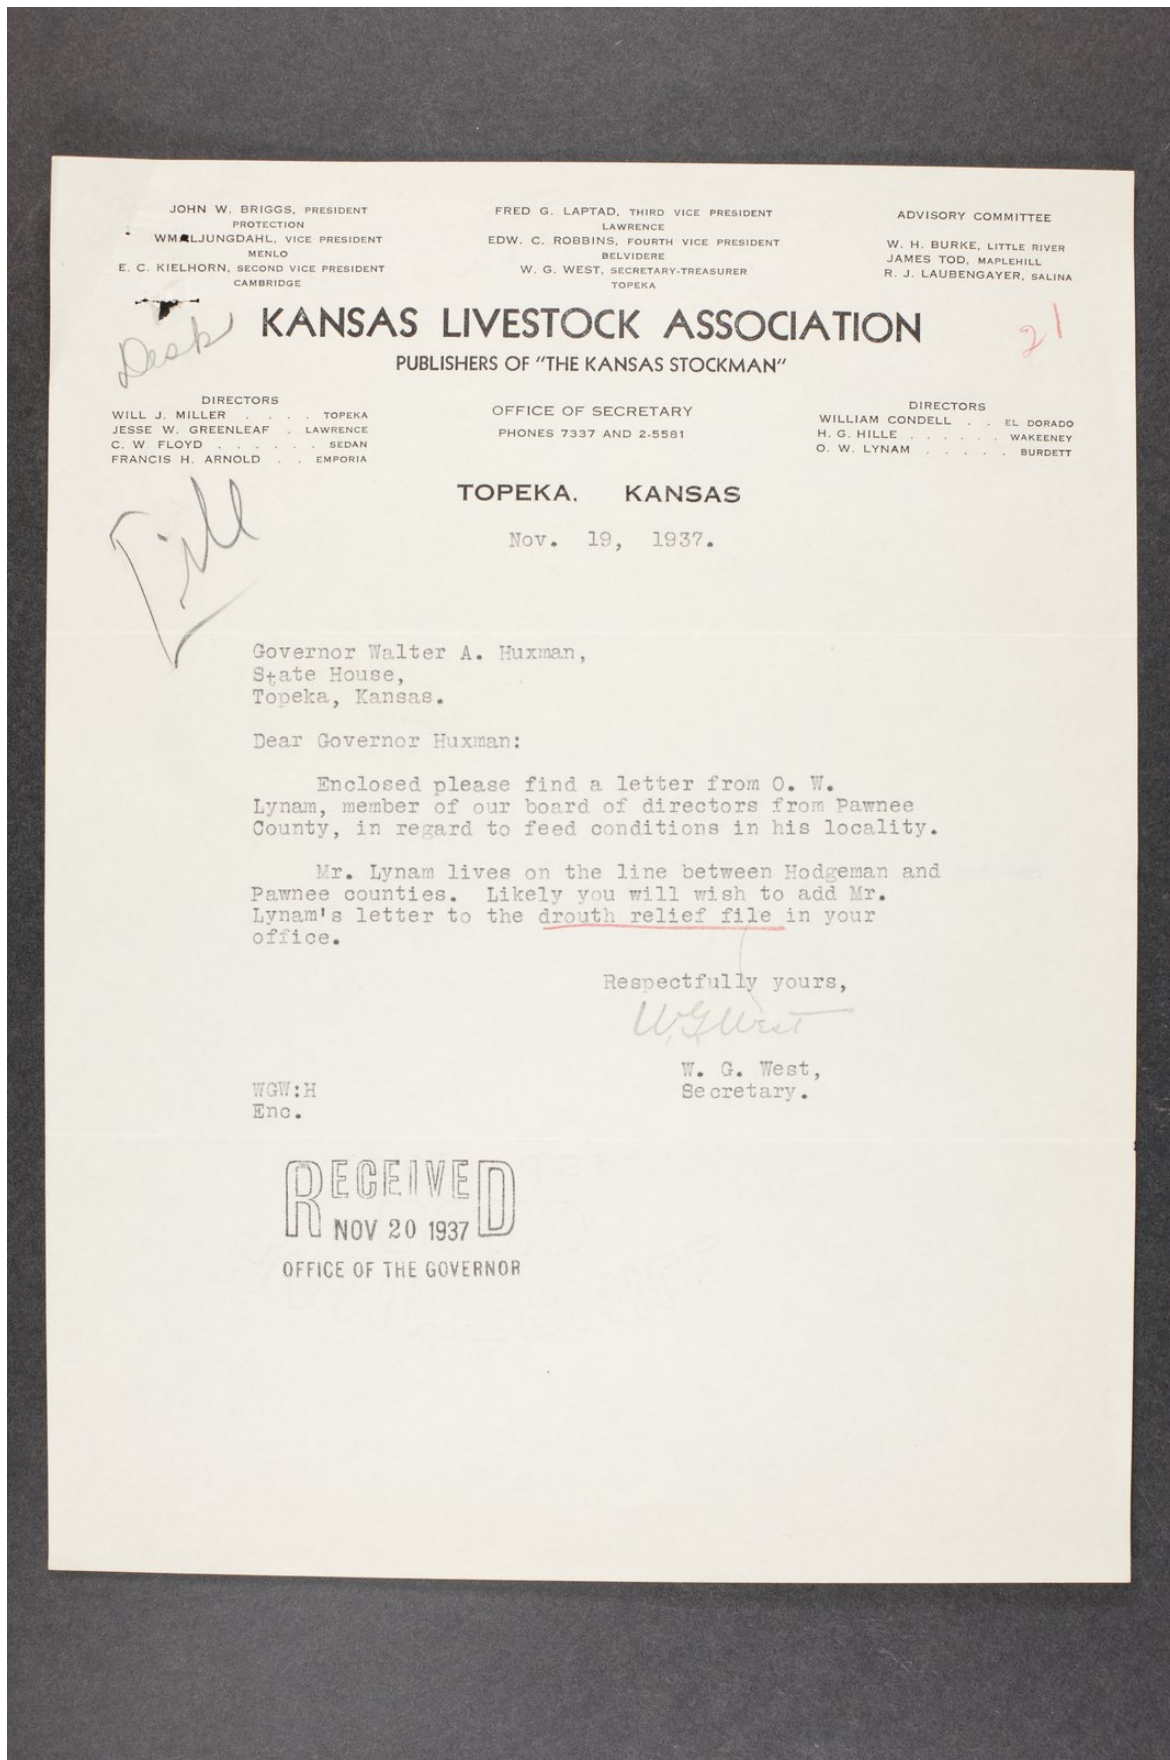 JOHN W. BRIGGS, PRESIDENT
PROTECTION
WM. LJUNGDAHL, VICE PRESIDENT
MENLO
E. C. KIELHORN, SECOND VICE PRESIDENT
CAMBRIDGE
FRED G. LAPTAD, THIRD VICE PRESIDENT
LAWRENCE
EDW. C. ROBBINS, FOURTH VICE PRESIDENT
BELVIDERE
W. G. WEST, SECRETARY-TREASURER
TOPEKA
ADVISORY COMMITTEE
W. H. BURKE, LITTLE RIVER
JAMES TOD, MAPLEHILL
R. J. LAUBENGAYER, SALINA
Desk
KANSAS LIVESTOCK ASSOCIATION
21
PUBLISHERS OF "THE KANSAS STOCKMAN"
DIRECTORS
WILL J. MILLER . . . . TOPEKA
JESSE W. GREENLEAF . LAWRENCE
C. W. FLOYD . . . . . . SEDAN
FRANCIS H. ARNOLD . . EMPORIA
OFFICE OF SECRETARY
PHONES 7337 AND 2-5581
DIRECTORS
WILLIAM CONDELL . . EL DORADO
H. G. HILLE . . . . . . WAKEENEY
O. W. LYNAM . . . . . BURDETT
TOPEKA, KANSAS
Nov. 19, 1937.
Governor Walter A. Huxman,
State House,
Topeka, Kansas.
Dear Governor Huxman:
Enclosed please find a letter from O. W.
Lynam, member of our board of directors from Pawnee
County, in regard to feed conditions in his locality.
Mr. Lynam lives on the line between Hodgeman and
Pawnee counties. Likely you will wish to add Mr.
Lynam's letter to the drouth relief file in your
office.
Respectfully yours,
W. G. West
W. G. West,
Secretary.
WGW:H
Enc.
RECEIVED
NOV 20 1937
OFFICE OF THE GOVERNOR